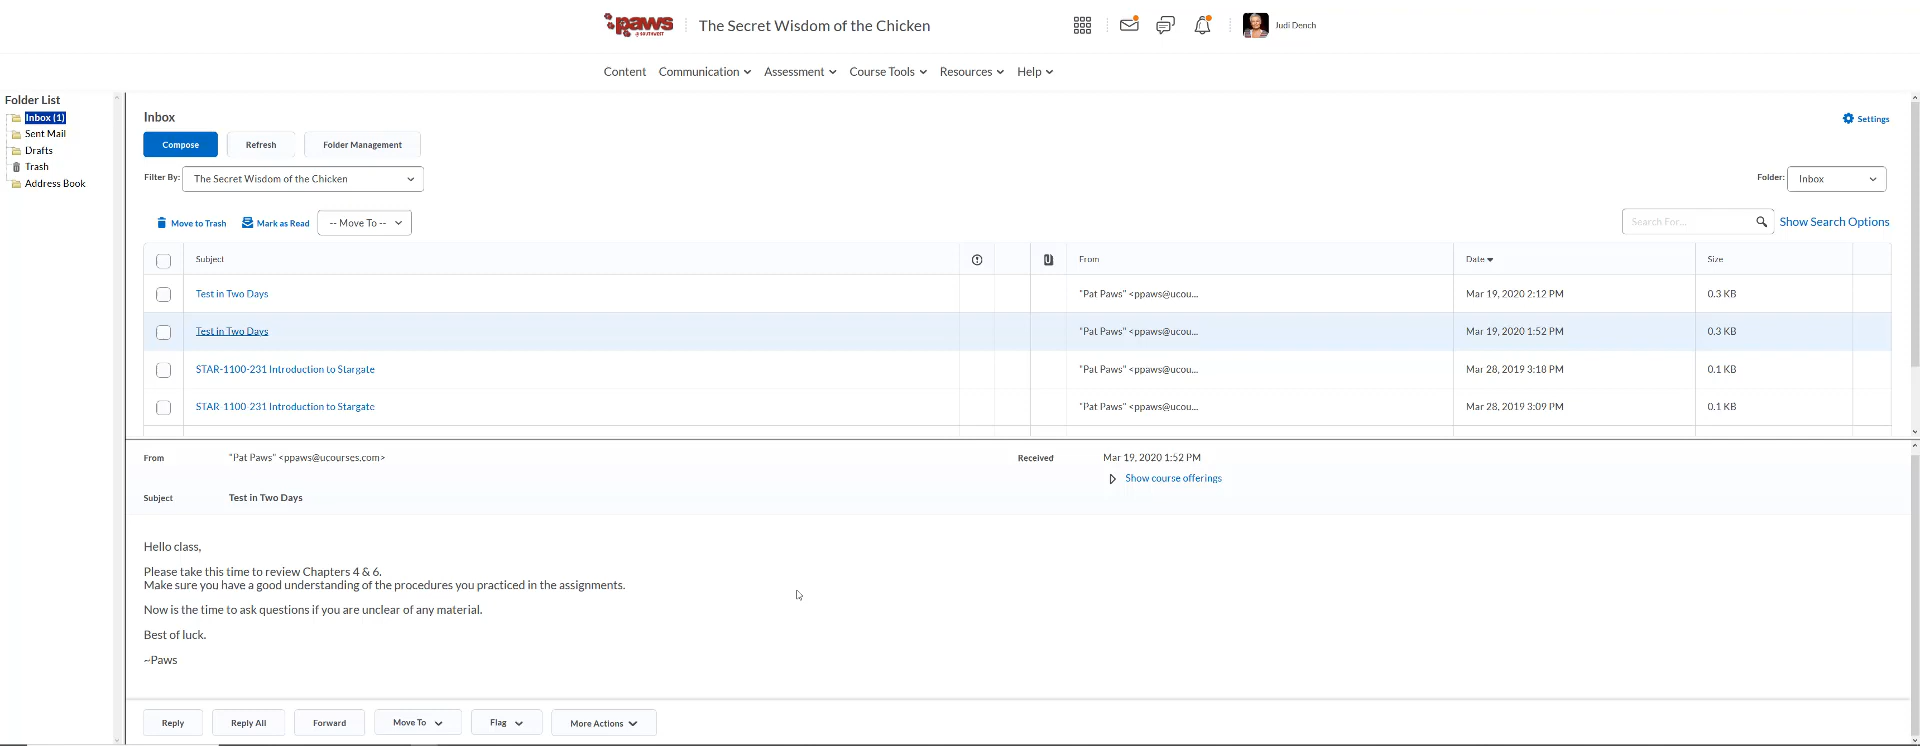 paws
@ SOUTHWEST
The Secret Wisdom of the Chicken
Judi Dench
Content Communication Assessment Course Tools Resources Help
Folder List
Inbox (1)
Sent Mail
Drafts
Trash
Address Book
Inbox
Settings
Compose Refresh Folder Management
Filter By: The Secret Wisdom of the Chicken
Folder: Inbox
Move to Trash Mark as Read -- Move To --
Search For... Show Search Options
Subject From Date Size
Test in Two Days "Pat Paws" <ppaws@ucou... Mar 19, 2020 2:12 PM 0.3 KB
Test in Two Days "Pat Paws" <ppaws@ucou... Mar 19, 2020 1:52 PM 0.3 KB
STAR-1100-231 Introduction to Stargate "Pat Paws" <ppaws@ucou... Mar 28, 2019 3:18 PM 0.1 KB
STAR-1100-231 Introduction to Stargate "Pat Paws" <ppaws@ucou... Mar 28, 2019 3:09 PM 0.1 KB
From "Pat Paws" <ppaws@ucourses.com> Received Mar 19, 2020 1:52 PM
Show course offerings
Subject Test in Two Days
Hello class,
Please take this time to review Chapters 4 & 6.
Make sure you have a good understanding of the procedures you practiced in the assignments.
Now is the time to ask questions if you are unclear of any material.
Best of luck.
~Paws
Reply Reply All Forward Move To Flag More Actions